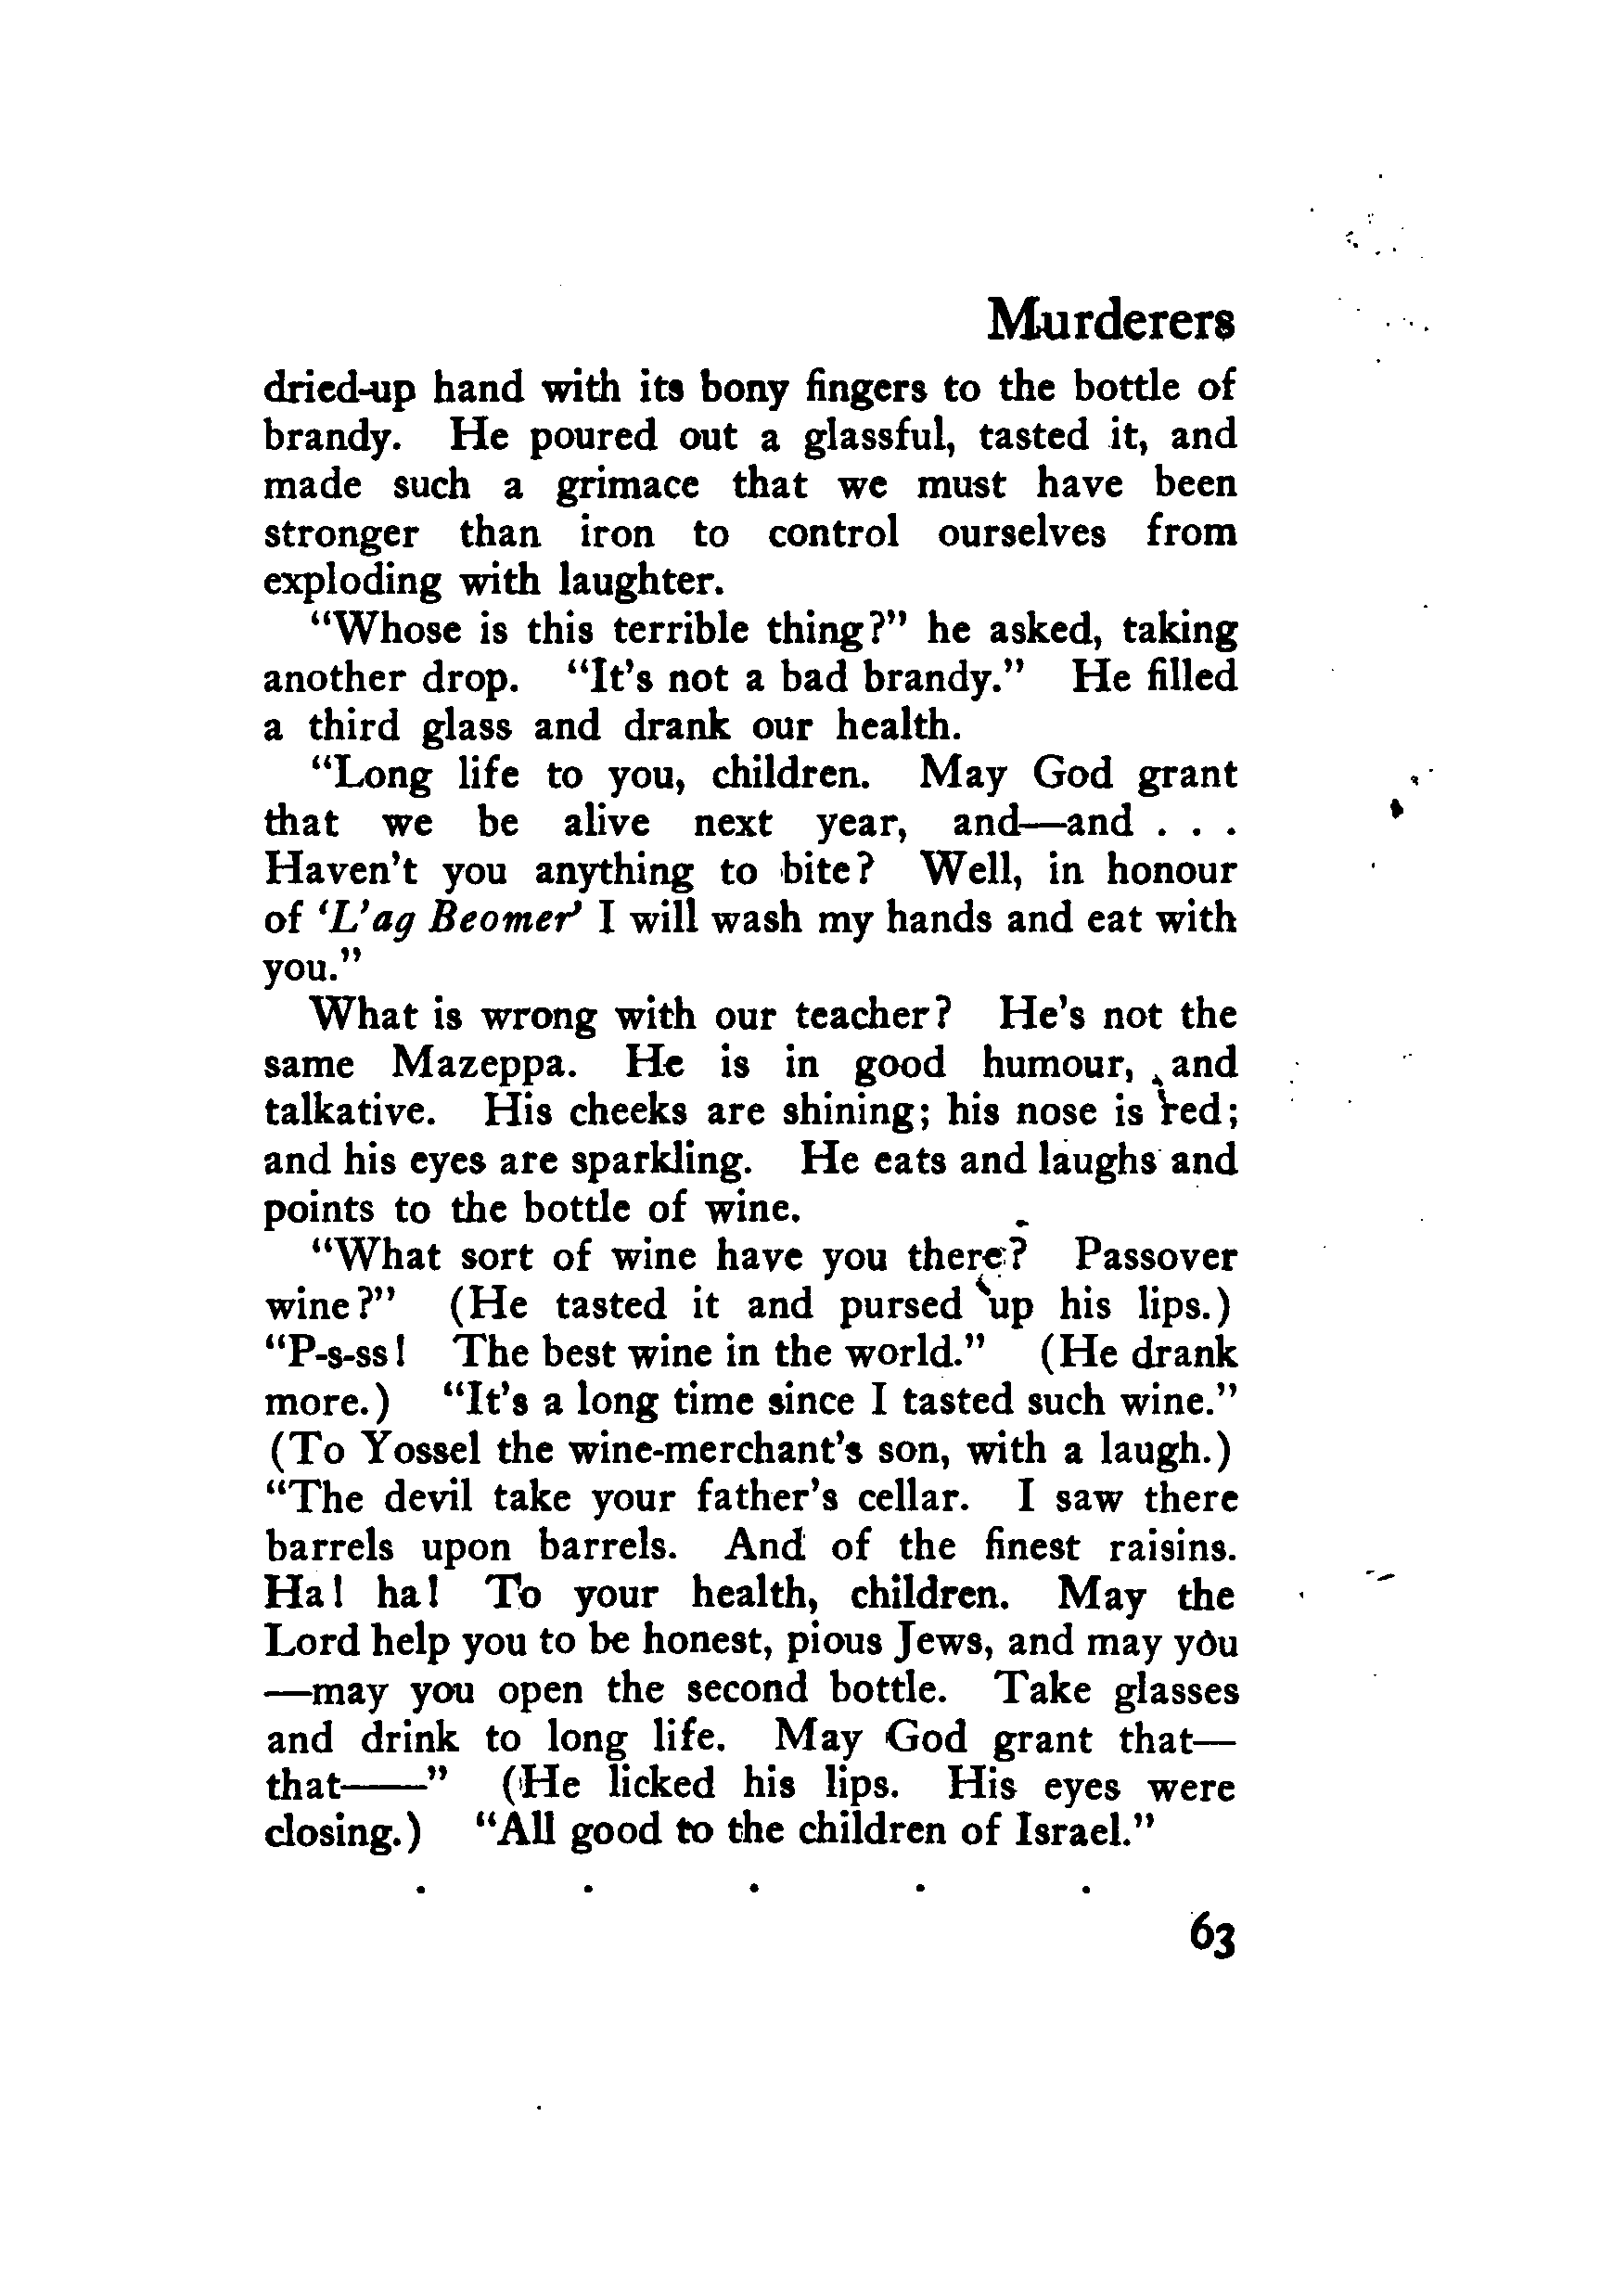 Murderers
dried-up hand with its bony fingers to the bottle of
brandy. He poured out a glassful, tasted it, and
made such a grimace that we must have been
stronger than iron to control ourselves from
exploding with laughter.
"Whose is this terrible thing?" he asked, taking
another drop. "It's not a bad brandy." He filled
a third glass and drank our health.
"Long life to you, children. May God grant
that we be alive next year, and—and . . .
Haven't you anything to bite? Well, in honour
of 'L'ag Beomer' I will wash my hands and eat with
you."
What is wrong with our teacher? He's not the
same Mazeppa. He is in good humour, and
talkative. His cheeks are shining; his nose is red;
and his eyes are sparkling. He eats and laughs and
points to the bottle of wine.
"What sort of wine have you there? Passover
wine?" (He tasted it and pursed up his lips.)
"P-s-ss! The best wine in the world." (He drank
more.) "It's a long time since I tasted such wine."
(To Yossel the wine-merchant's son, with a laugh.)
"The devil take your father's cellar. I saw there
barrels upon barrels. And of the finest raisins.
Ha! ha! To your health, children. May the
Lord help you to be honest, pious Jews, and may you
—may you open the second bottle. Take glasses
and drink to long life. May God grant that—
that——" (He licked his lips. His eyes were
closing.) "All good to the children of Israel."
. . . . .
63